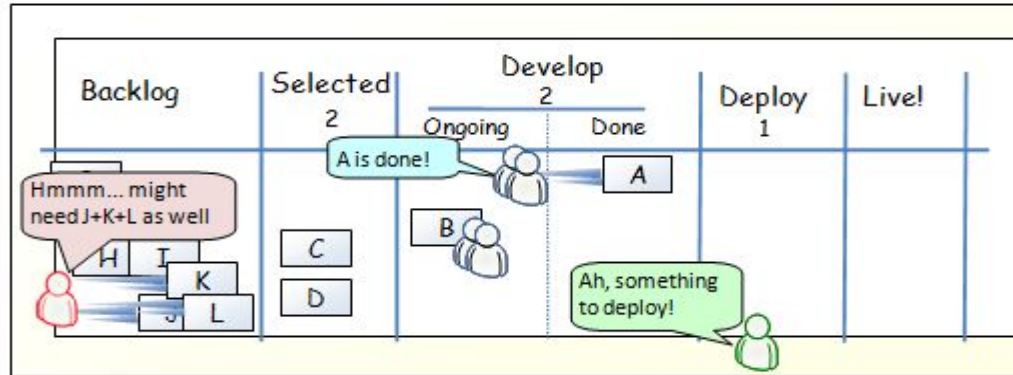 Backlog
Selected
2
Develop
2
Ongoing
Done
Deploy
1
Live!
A is done!
A
Hmmm... might
need J+K+L as well
B
H
I
C
K
D
L
Ah, something
to deploy!